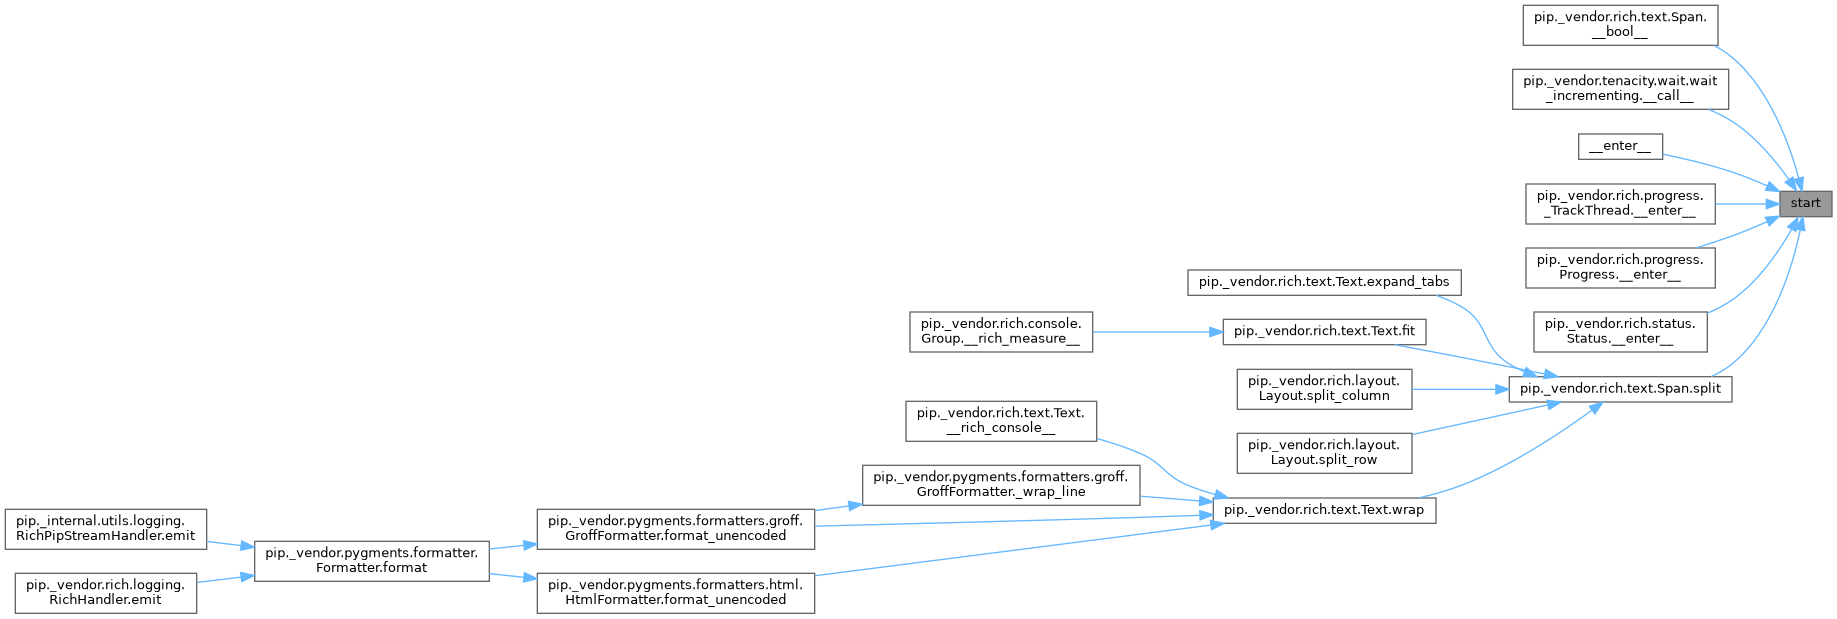 pip._vendor.rich.text.Span.
__bool__
pip._vendor.tenacity.wait.wait
_incrementing.__call__
__enter__
pip._vendor.rich.progress.
_TrackThread.__enter__
start
pip._vendor.rich.progress.
Progress.__enter__
pip._vendor.rich.text.Text.expand_tabs
pip._vendor.rich.console.
Group.__rich_measure__
pip._vendor.rich.text.Text.fit
pip._vendor.rich.status.
Status.__enter__
pip._vendor.rich.layout.
Layout.split_column
pip._vendor.rich.text.Span.split
pip._vendor.rich.text.Text.
__rich_console__
pip._vendor.rich.layout.
Layout.split_row
pip._vendor.pygments.formatters.groff.
GroffFormatter._wrap_line
pip._vendor.rich.text.Text.wrap
pip._internal.utils.logging.
RichPipStreamHandler.emit
pip._vendor.pygments.formatters.groff.
GroffFormatter.format_unencoded
pip._vendor.pygments.formatter.
Formatter.format
pip._vendor.rich.logging.
RichHandler.emit
pip._vendor.pygments.formatters.html.
HtmlFormatter.format_unencoded